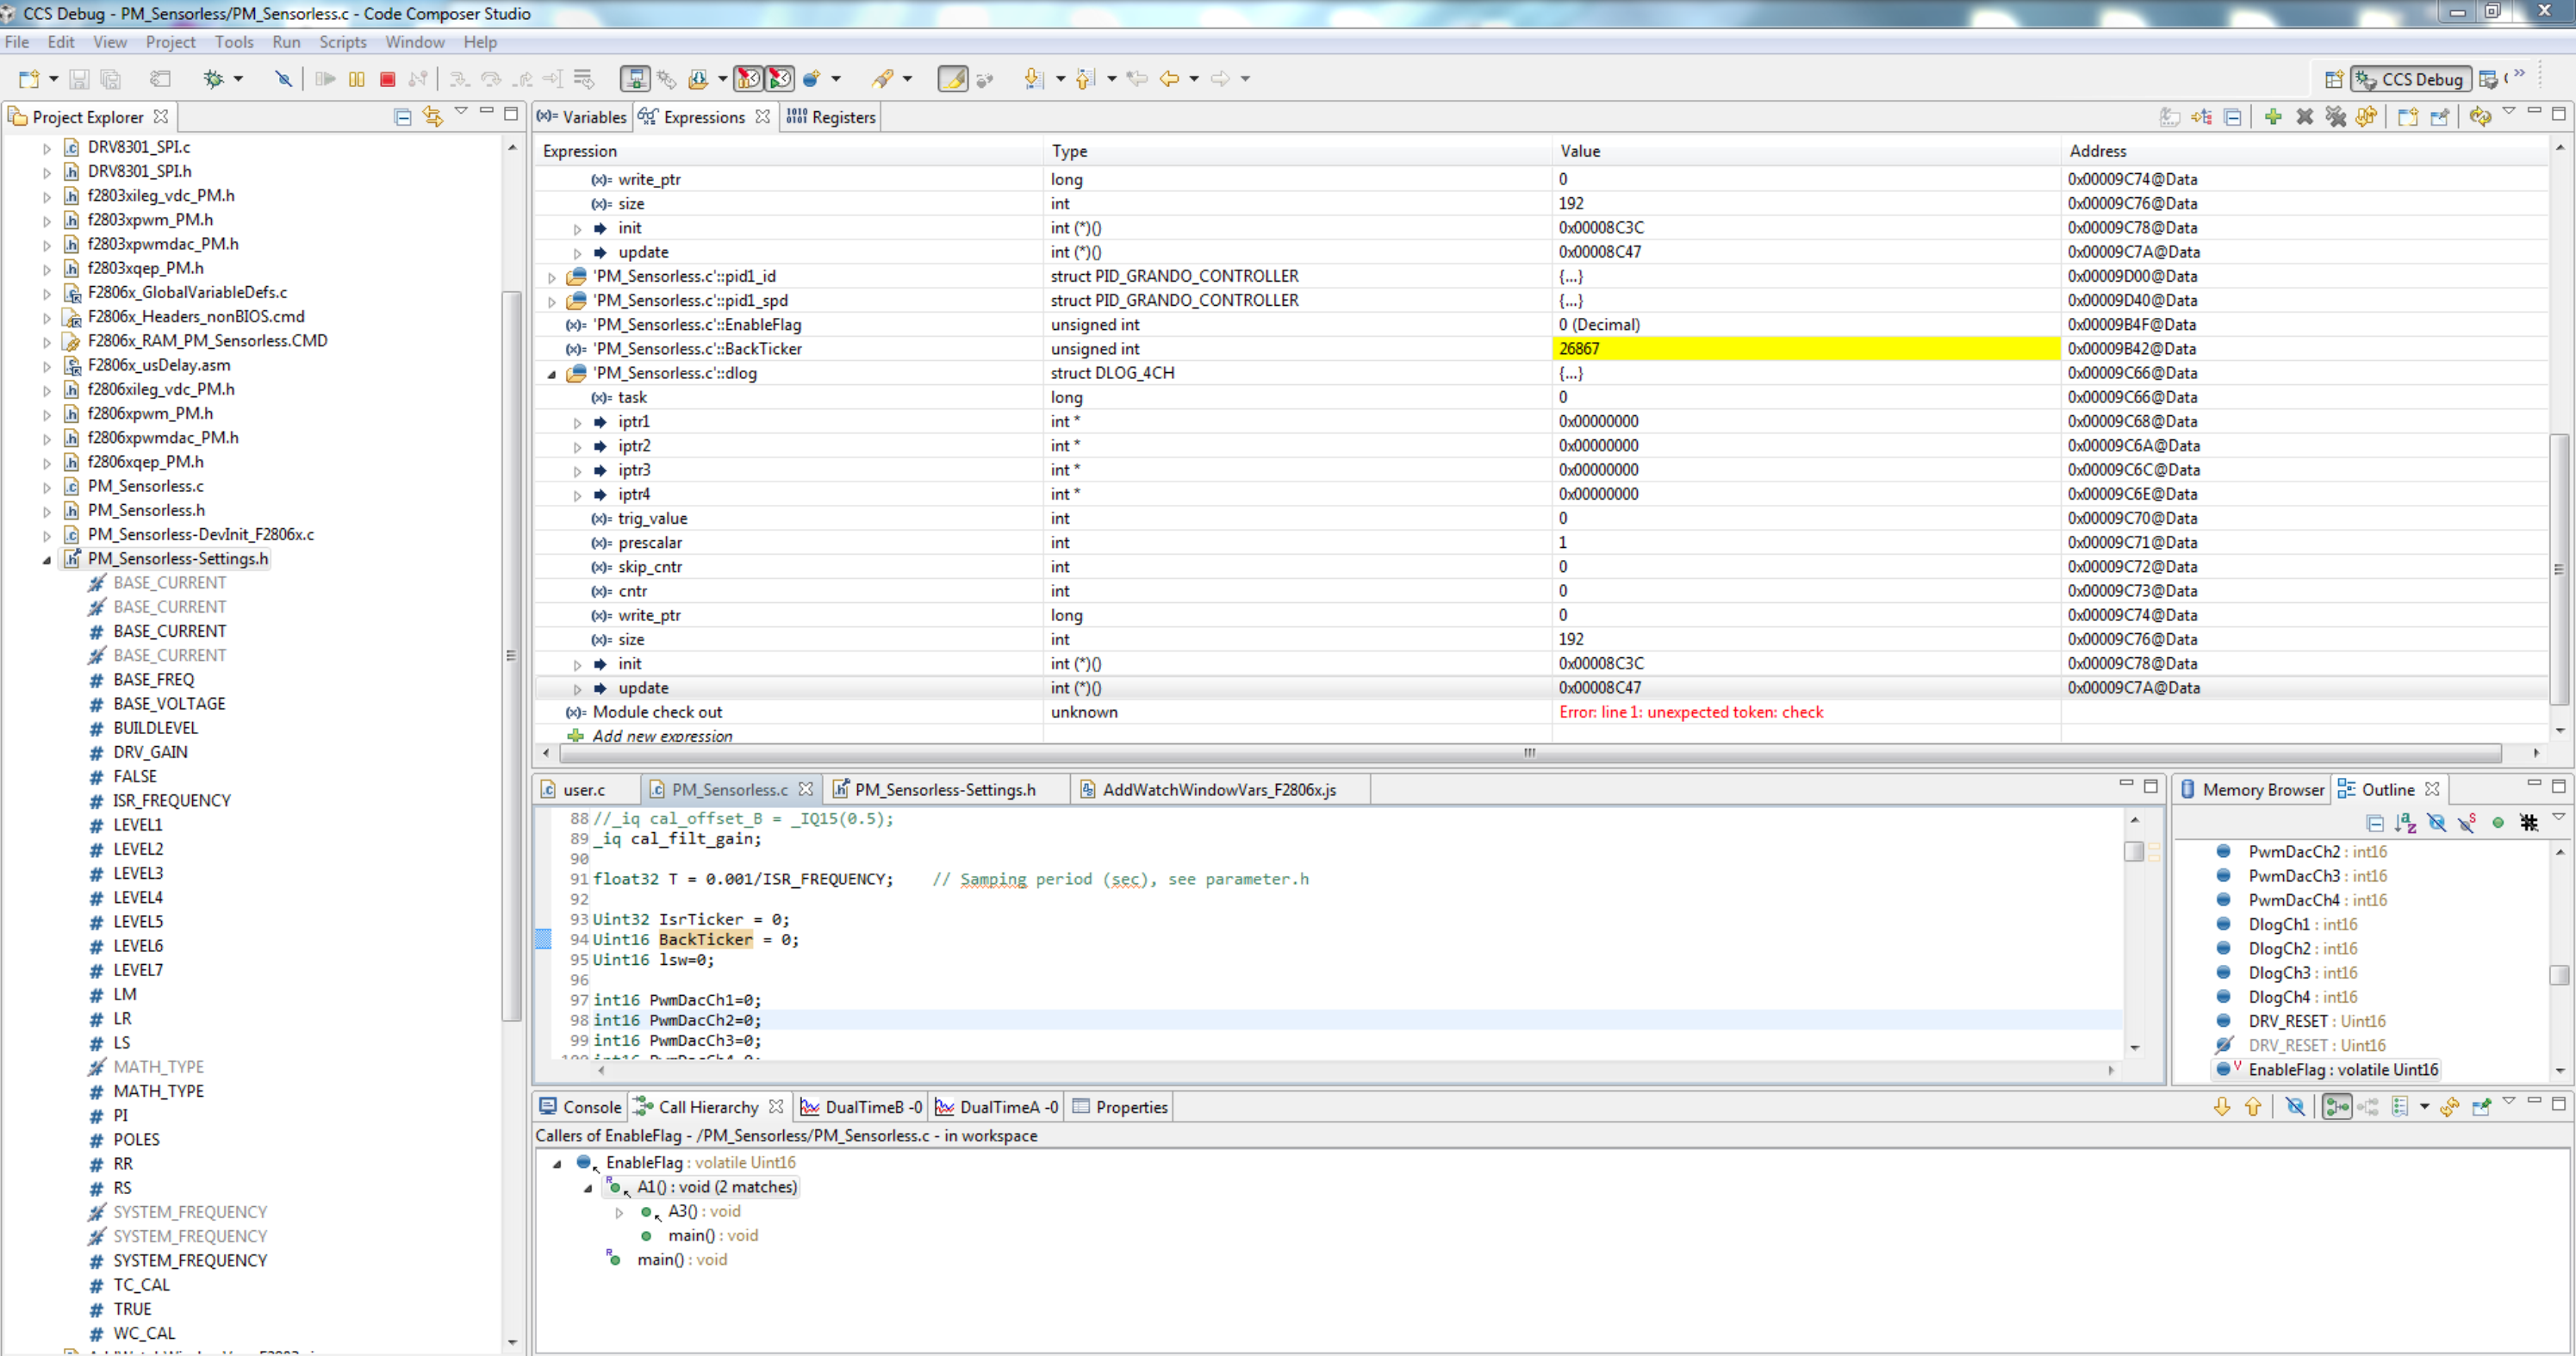 CCS Debug - PM_Sensorless/PM_Sensorless.c - Code Composer Studio
File Edit View Project Tools Run Scripts Window Help
CCS Debug
Project Explorer
DRV8301_SPI.c
DRV8301_SPI.h
f2803xileg_vdc_PM.h
f2803xpwm_PM.h
f2803xpwmdac_PM.h
f2803xqep_PM.h
F2806x_GlobalVariableDefs.c
F2806x_Headers_nonBIOS.cmd
F2806x_RAM_PM_Sensorless.CMD
F2806x_usDelay.asm
f2806xileg_vdc_PM.h
f2806xpwm_PM.h
f2806xpwmdac_PM.h
f2806xqep_PM.h
PM_Sensorless.c
PM_Sensorless.h
PM_Sensorless-DevInit_F2806x.c
PM_Sensorless-Settings.h
BASE_CURRENT
BASE_CURRENT
BASE_CURRENT
BASE_CURRENT
BASE_FREQ
BASE_VOLTAGE
BUILDLEVEL
DRV_GAIN
FALSE
ISR_FREQUENCY
LEVEL1
LEVEL2
LEVEL3
LEVEL4
LEVEL5
LEVEL6
LEVEL7
LM
LR
LS
MATH_TYPE
MATH_TYPE
PI
POLES
RR
RS
SYSTEM_FREQUENCY
SYSTEM_FREQUENCY
SYSTEM_FREQUENCY
TC_CAL
TRUE
WC_CAL
(x)= Variables Expressions 1010 0101 Registers
Expression Type Value Address
(x)= write_ptr long 0 0x00009C74@Data
(x)= size int 192 0x00009C76@Data
init int (*)() 0x00008C3C 0x00009C78@Data
update int (*)() 0x00008C47 0x00009C7A@Data
'PM_Sensorless.c'::pid1_id struct PID_GRANDO_CONTROLLER {...} 0x00009D00@Data
'PM_Sensorless.c'::pid1_spd struct PID_GRANDO_CONTROLLER {...} 0x00009D40@Data
(x)= 'PM_Sensorless.c'::EnableFlag unsigned int 0 (Decimal) 0x00009B4F@Data
(x)= 'PM_Sensorless.c'::BackTicker unsigned int 26867 0x00009B42@Data
'PM_Sensorless.c'::dlog struct DLOG_4CH {...} 0x00009C66@Data
(x)= task long 0 0x00009C66@Data
iptr1 int * 0x00000000 0x00009C68@Data
iptr2 int * 0x00000000 0x00009C6A@Data
iptr3 int * 0x00000000 0x00009C6C@Data
iptr4 int * 0x00000000 0x00009C6E@Data
(x)= trig_value int 0 0x00009C70@Data
(x)= prescalar int 1 0x00009C71@Data
(x)= skip_cntr int 0 0x00009C72@Data
(x)= cntr int 0 0x00009C73@Data
(x)= write_ptr long 0 0x00009C74@Data
(x)= size int 192 0x00009C76@Data
init int (*)() 0x00008C3C 0x00009C78@Data
update int (*)() 0x00008C47 0x00009C7A@Data
(x)= Module check out unknown Error: line 1: unexpected token: check
Add new expression
user.c PM_Sensorless.c PM_Sensorless-Settings.h AddWatchWindowVars_F2806x.js
88 //_iq cal_offset_B = _IQ15(0.5);
89 _iq cal_filt_gain;
90
91 float32 T = 0.001/ISR_FREQUENCY; // Samping period (sec), see parameter.h
92
93 Uint32 IsrTicker = 0;
94 Uint16 BackTicker = 0;
95 Uint16 lsw=0;
96
97 int16 PwmDacCh1=0;
98 int16 PwmDacCh2=0;
99 int16 PwmDacCh3=0;
Memory Browser Outline
PwmDacCh2 : int16
PwmDacCh3 : int16
PwmDacCh4 : int16
DlogCh1 : int16
DlogCh2 : int16
DlogCh3 : int16
DlogCh4 : int16
DRV_RESET : Uint16
DRV_RESET : Uint16
EnableFlag : volatile Uint16
Console Call Hierarchy DualTimeB -0 DualTimeA -0 Properties
Callers of EnableFlag - /PM_Sensorless/PM_Sensorless.c - in workspace
EnableFlag : volatile Uint16
A1() : void (2 matches)
A3() : void
main() : void
main() : void